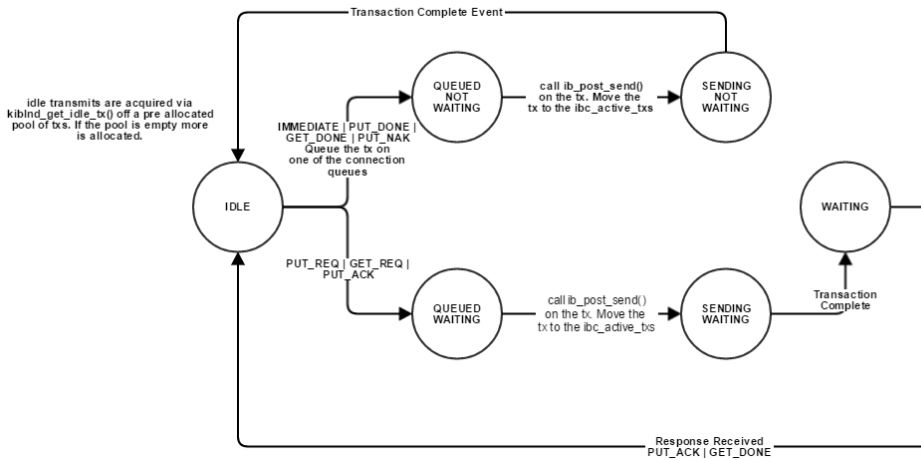 Transaction Complete Event
idle transmits are acquired via
kiblnd_get_idle_tx() off a pre allocated
pool of txs. If the pool is empty more
is allocated.
QUEUED
NOT
WAITING
call ib_post_send()
on the tx. Move the
tx to the ibc_active_txs
SENDING
NOT
WAITING
IMMEDIATE | PUT_DONE |
GET_DONE | PUT_NAK
Queue the tx on
one of the connection
queues
IDLE
WAITING
PUT_REQ | GET_REQ |
PUT_ACK
QUEUED
WAITING
call ib_post_send()
on the tx. Move the
tx to the ibc_active_txs
SENDING
WAITING
Transaction
Complete
Response Received
PUT_ACK | GET_DONE